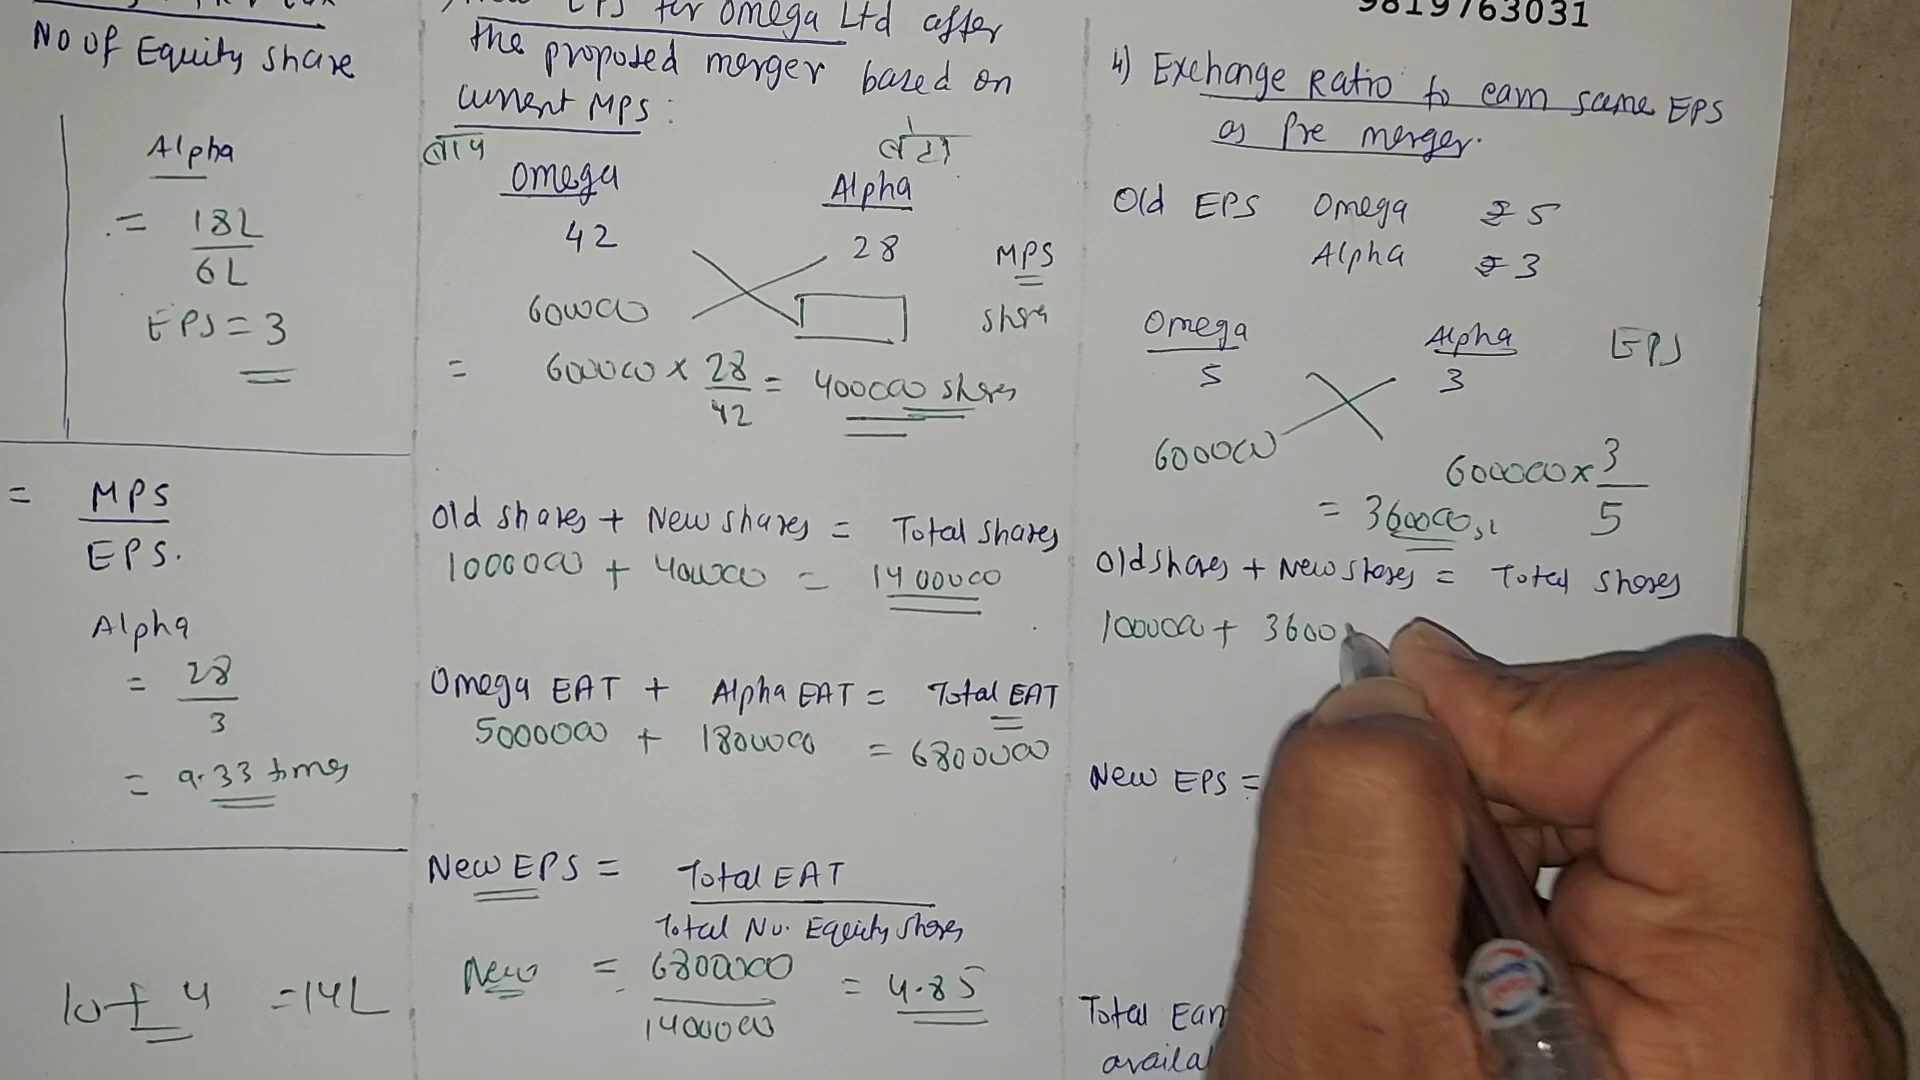 No Of Equity share
Alpha
= 18L
6L
EPS = 3
= MPS
EPS.
Alpha
= 28
3
= 9.33 times
10+4 = 14L
EPS for Omega Ltd after
the proposed merger based on
current MPS:
बाप
Omega Alpha
42 28 MPS
600000
= 600000 x 28 = 400000 shares
42
Old shares + New shares = Total shares
1000000 + 400000 = 1400000
Omega EAT + Alpha EAT = Total EAT
5000000 + 1800000 = 6800000
New EPS = Total EAT
Total No. Equity shares
New = 6800000 = 4.85
1400000
9819763031
4) Exchange Ratio to earn same EPS
as Pre merger.
Old EPS Omega ₹ 5
Alpha ₹ 3
Omega Alpha EPS
5 3
600000 600000 x 3
5
= 360000
Old shares + New shares = Total shares
1000000 + 3600
New EPS =
Total Earn
availa